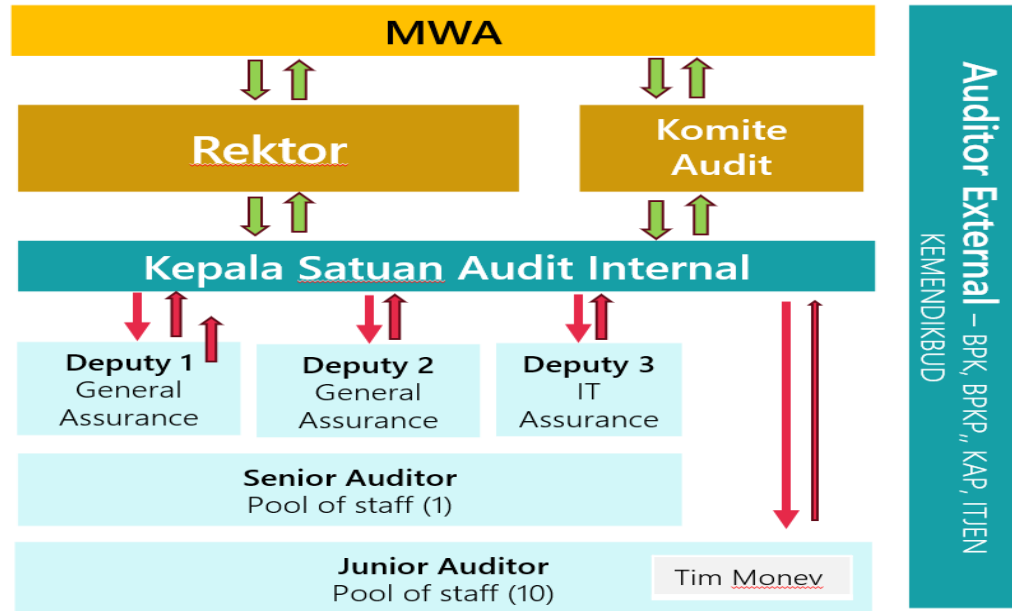 MWA
Rektor
Komite
Audit
Kepala Satuan Audit Internal
Deputy 1
General
Assurance
Deputy 2
General
Assurance
Deputy 3
IT
Assurance
Senior Auditor
Pool of staff (1)
Junior Auditor
Pool of staff (10)
Tim Monev
Auditor External – BPK, BPKP,, KAP, ITJEN
KEMENDIKBUD